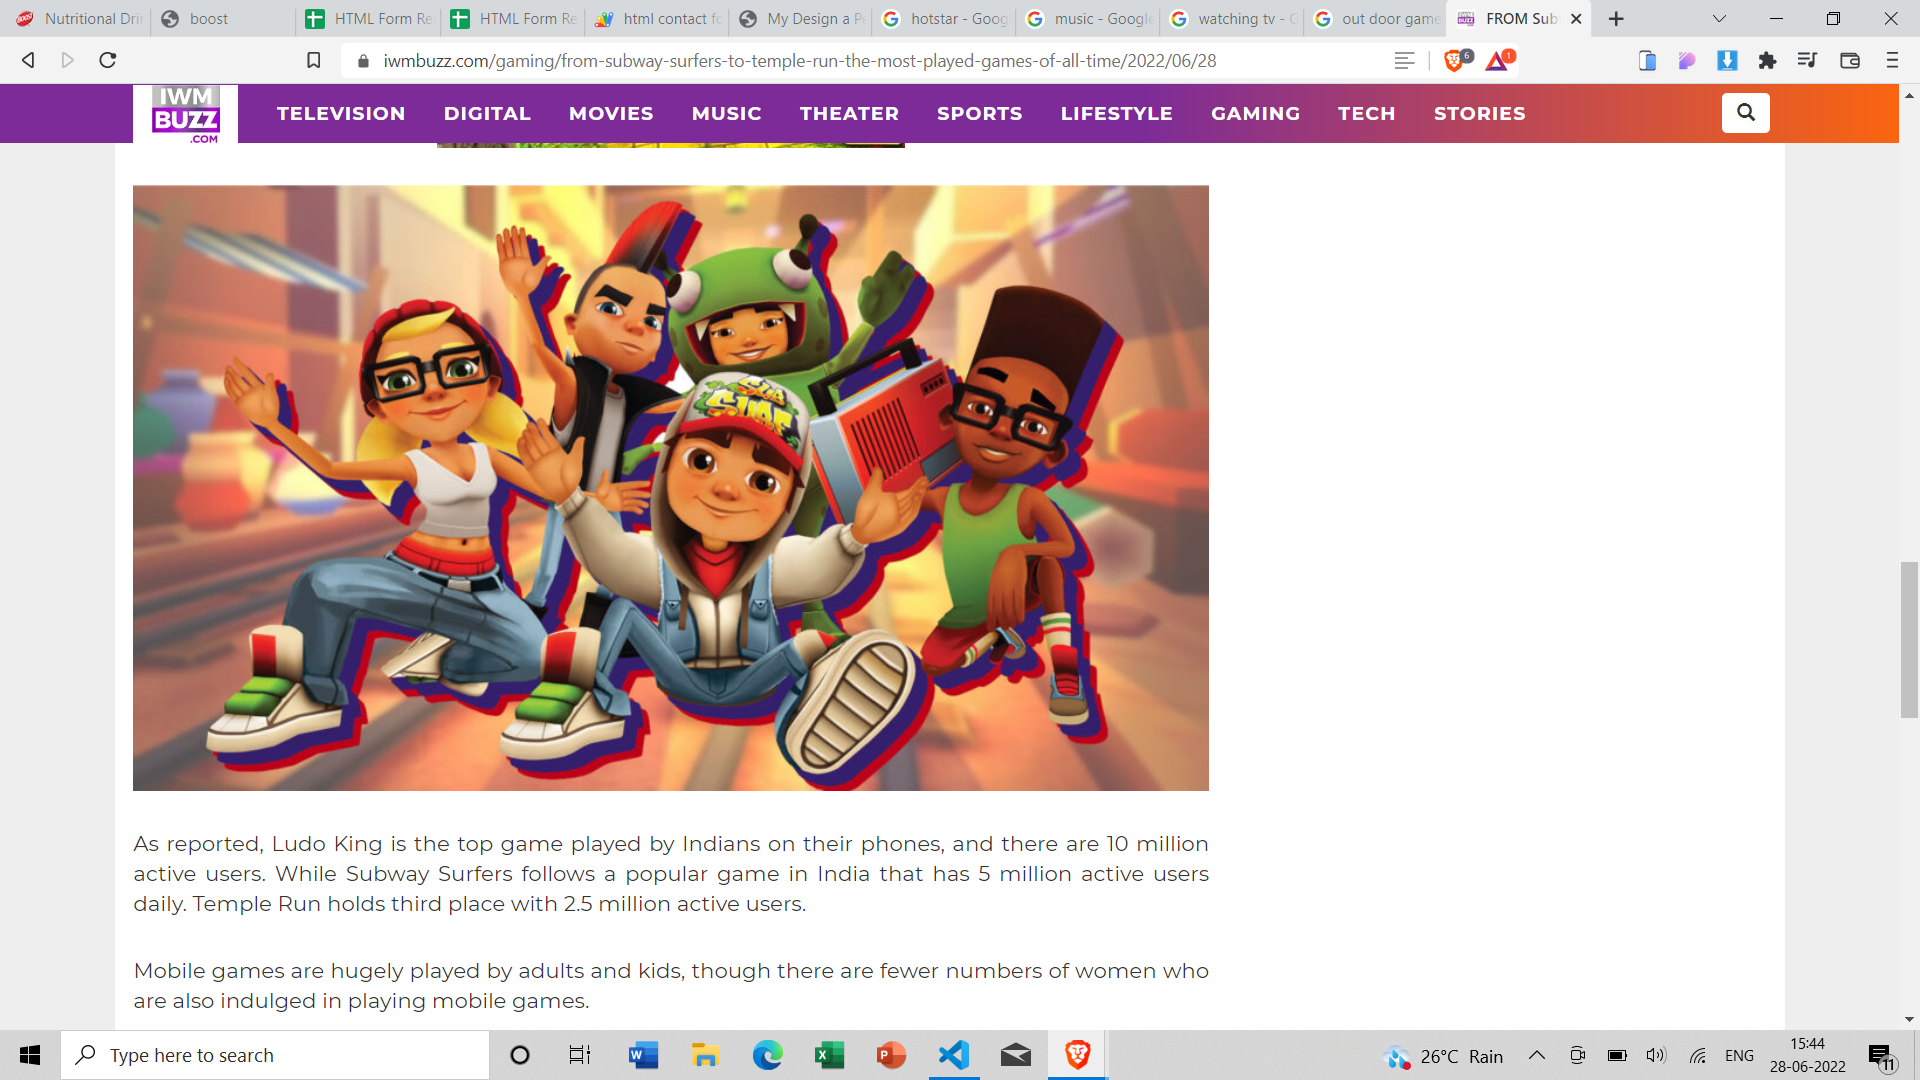 Nutritional Dri
boost
HTML Form Re
HTML Form Re
html contact fo
My Design a Po
hotstar - Goog
music - Google
watching tv - G
out door game
FROM Sub
iwmbuzz.com/gaming/from-subway-surfers-to-temple-run-the-most-played-games-of-all-time/2022/06/28
6
1
IWM
BUZZ
.COM
TELEVISION
DIGITAL
MOVIES
MUSIC
THEATER
SPORTS
LIFESTYLE
GAMING
TECH
STORIES
SUB
SURF
As reported, Ludo King is the top game played by Indians on their phones, and there are 10 million
active users. While Subway Surfers follows a popular game in India that has 5 million active users
daily. Temple Run holds third place with 2.5 million active users.
Mobile games are hugely played by adults and kids, though there are fewer numbers of women who
are also indulged in playing mobile games.
Type here to search
26°C Rain
ENG
15:44
28-06-2022
11